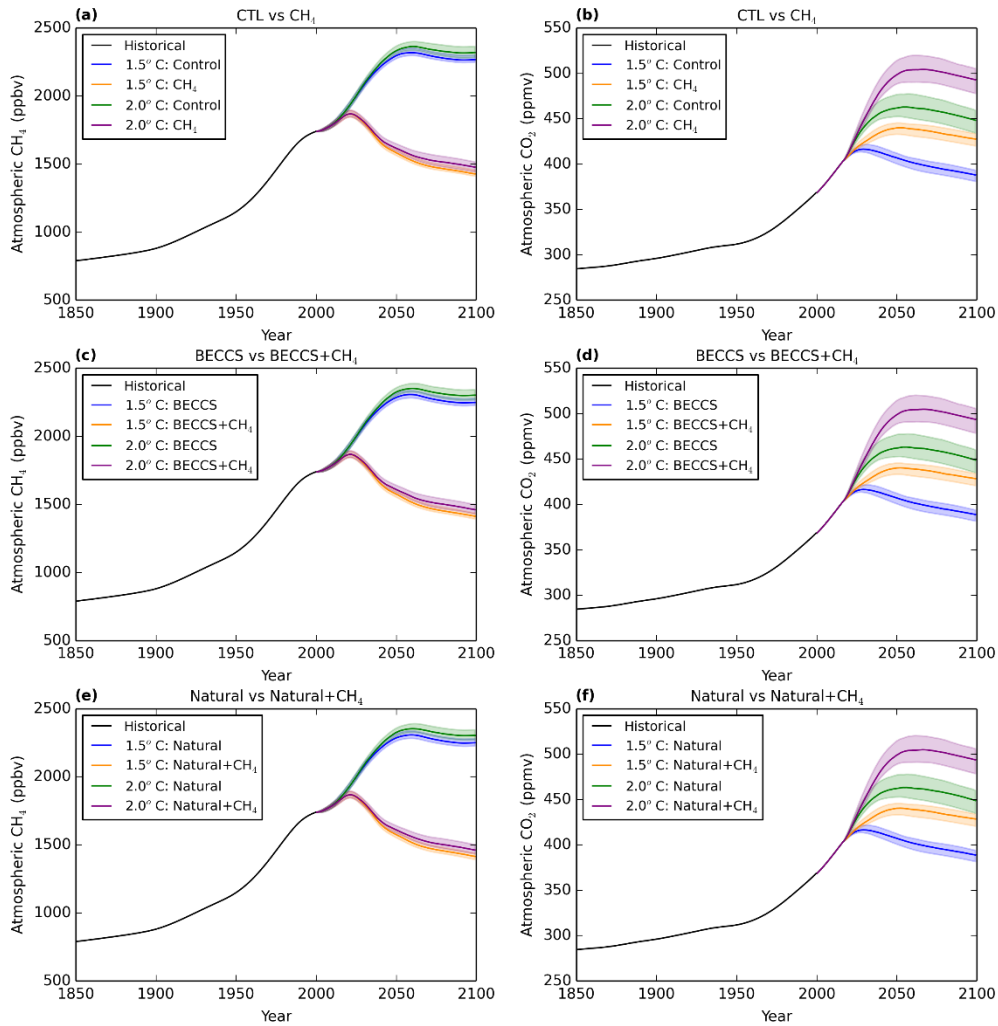 (a) CTL vs CH₄
2500
2000
1500
1000
500
Atmospheric CH₄ (ppbv)
Historical
1.5° C: Control
1.5° C: CH₄
2.0° C: Control
2.0° C: CH₄
1850 1900 1950 2000 2050 2100
Year
(b) CTL vs CH₄
550
500
450
400
350
300
250
Atmospheric CO₂ (ppmv)
Historical
1.5° C: Control
1.5° C: CH₄
2.0° C: Control
2.0° C: CH₄
1850 1900 1950 2000 2050 2100
Year
(c) BECCS vs BECCS+CH₄
2500
2000
1500
1000
500
Atmospheric CH₄ (ppbv)
Historical
1.5° C: BECCS
1.5° C: BECCS+CH₄
2.0° C: BECCS
2.0° C: BECCS+CH₄
1850 1900 1950 2000 2050 2100
Year
(d) BECCS vs BECCS+CH₄
550
500
450
400
350
300
250
Atmospheric CO₂ (ppmv)
Historical
1.5° C: BECCS
1.5° C: BECCS+CH₄
2.0° C: BECCS
2.0° C: BECCS+CH₄
1850 1900 1950 2000 2050 2100
Year
(e) Natural vs Natural+CH₄
2500
2000
1500
1000
500
Atmospheric CH₄ (ppbv)
Historical
1.5° C: Natural
1.5° C: Natural+CH₄
2.0° C: Natural
2.0° C: Natural+CH₄
1850 1900 1950 2000 2050 2100
Year
(f) Natural vs Natural+CH₄
550
500
450
400
350
300
250
Atmospheric CO₂ (ppmv)
Historical
1.5° C: Natural
1.5° C: Natural+CH₄
2.0° C: Natural
2.0° C: Natural+CH₄
1850 1900 1950 2000 2050 2100
Year